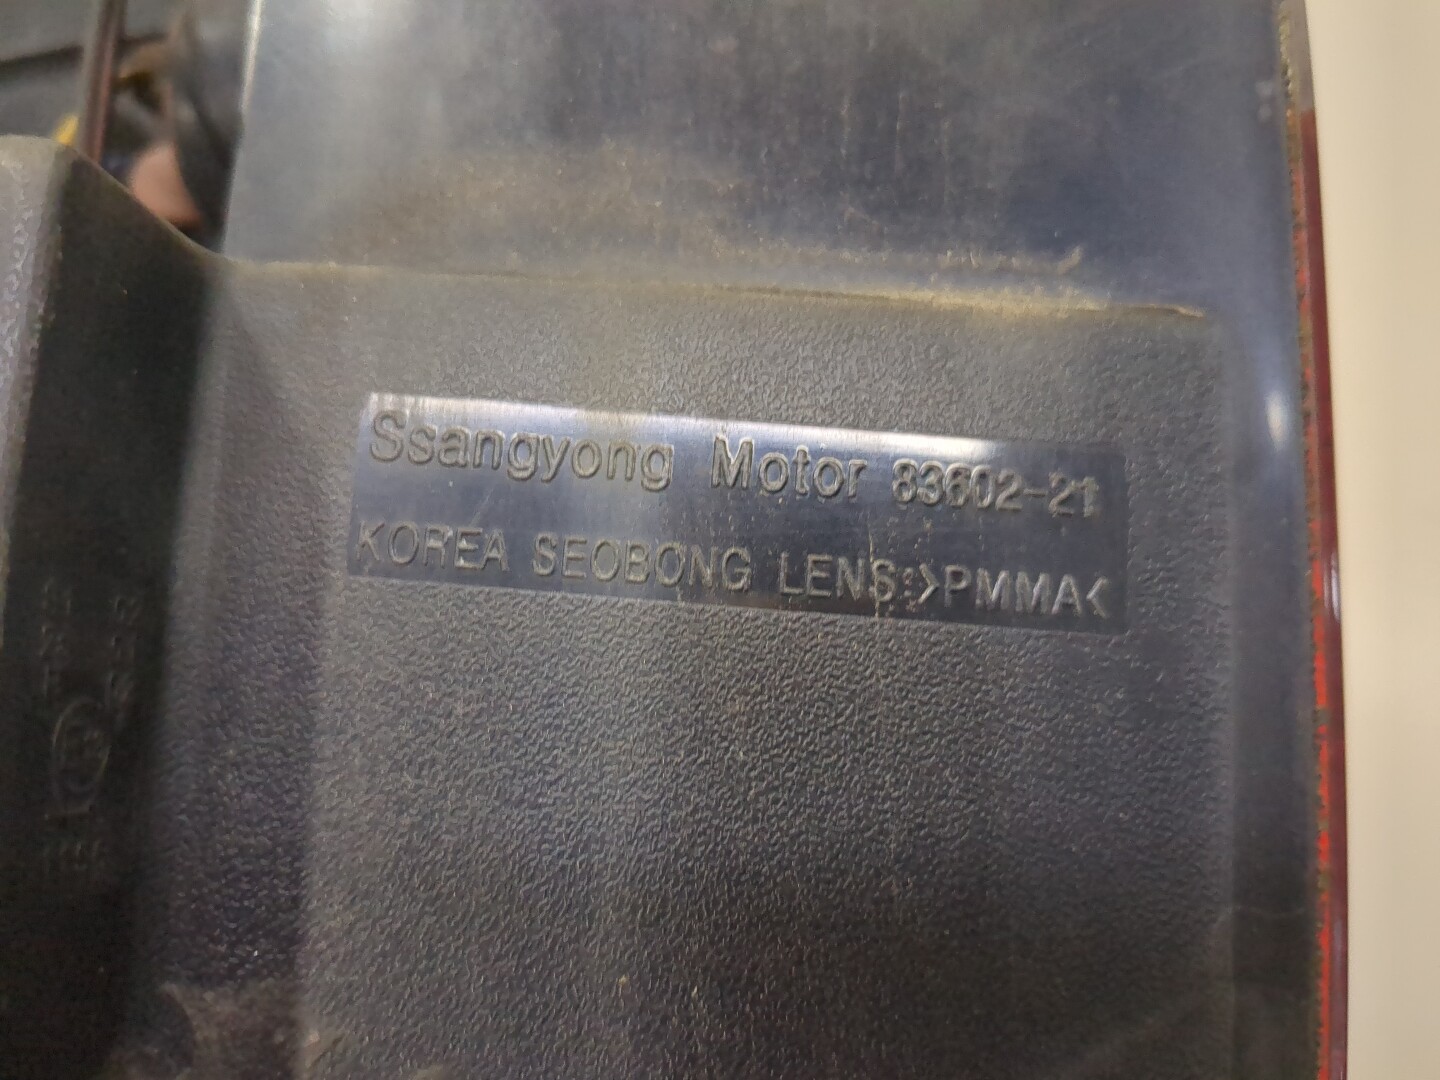 Ssangyong Motor 83602-21
KOREA SEOBONG LENS:>PMMA<